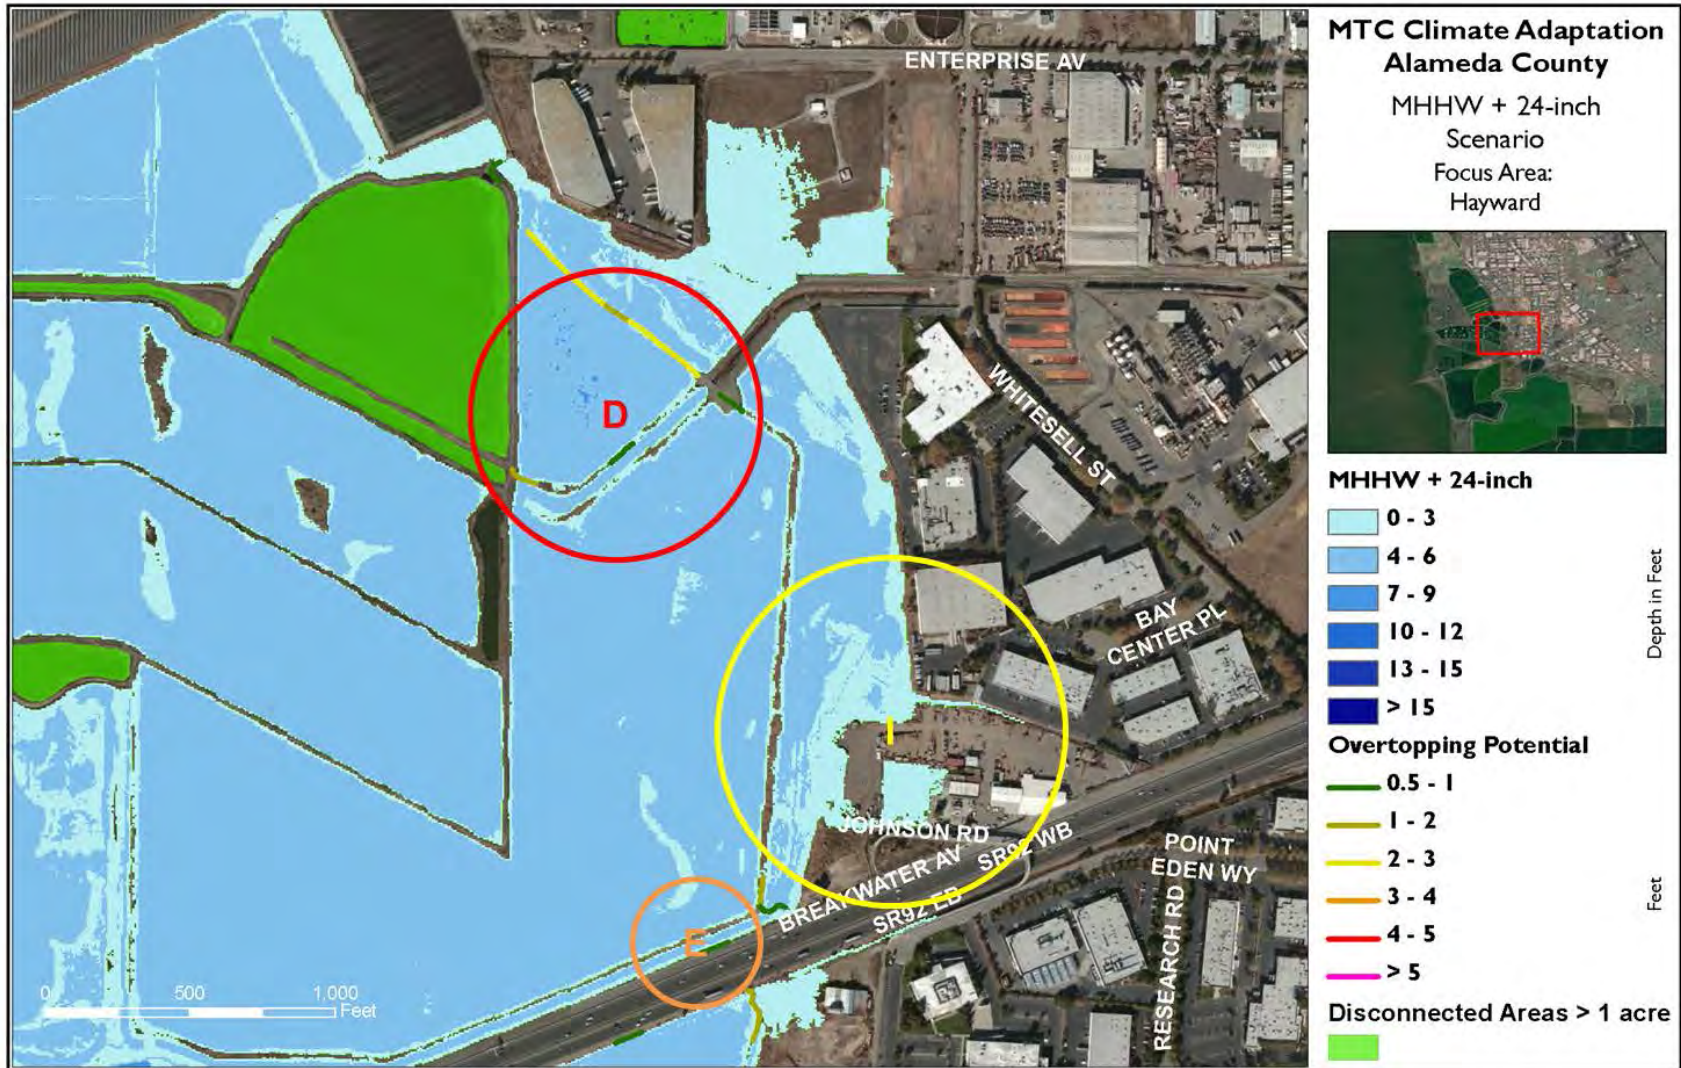 MTC Climate Adaptation
Alameda County
MHHW + 24-inch
Scenario
Focus Area:
Hayward
MHHW + 24-inch
0 - 3
4 - 6
7 - 9
10 - 12
13 - 15
> 15
Depth in Feet
Overtopping Potential
0.5 - 1
1 - 2
2 - 3
3 - 4
4 - 5
> 5
Feet
Disconnected Areas > 1 acre
ENTERPRISE AV
D
WHITESELL ST
BAY
CENTER PL
I
JOHNSON RD
BREAKWATER AV
SR92 WB
SR92 EB
POINT
EDEN WY
RESEARCH RD
E
0 500 1,000
Feet